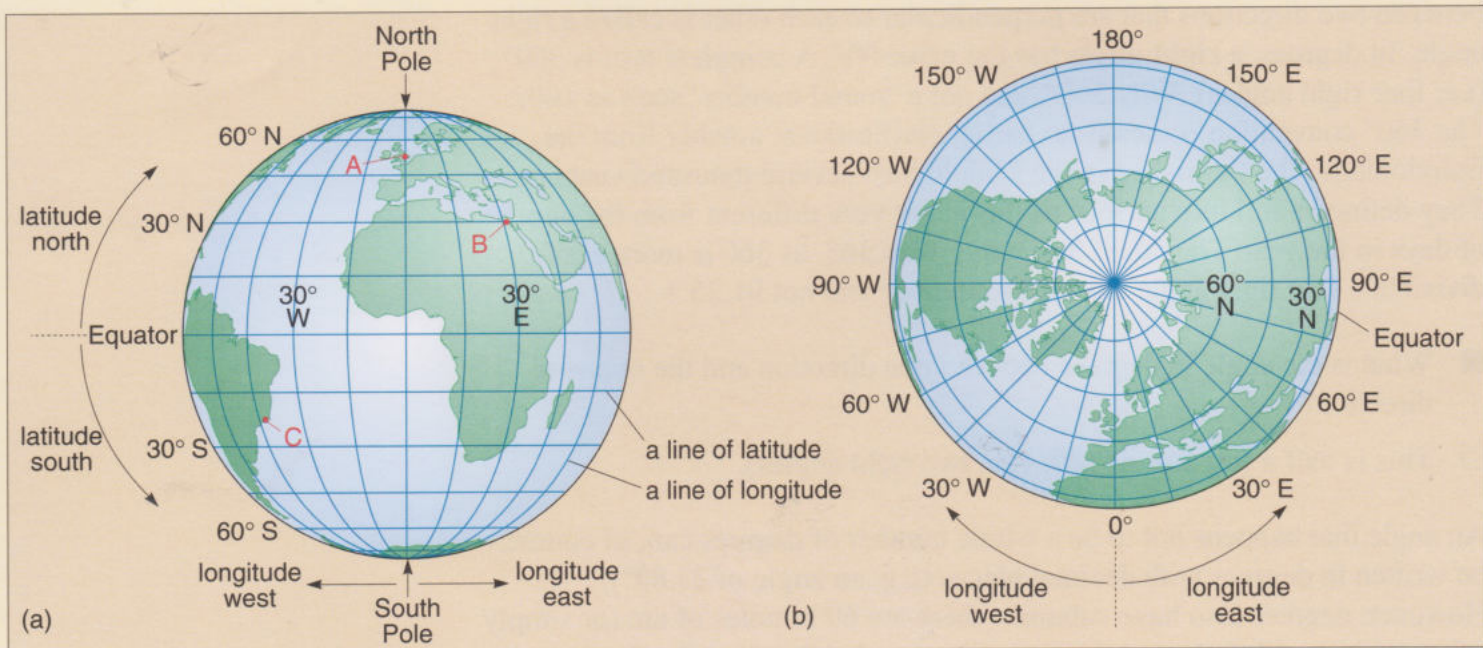 North
Pole
60° N
A
latitude
north
30° N
B
30°
W
30°
E
Equator
latitude
south
C
30° S
a line of latitude
a line of longitude
60° S
longitude
west
longitude
east
South
Pole
(a)
180°
150° W
150° E
120° W
120° E
90° W
60°
N
30°
N
90° E
Equator
60° W
60° E
30° W
30° E
0°
longitude
west
longitude
east
(b)